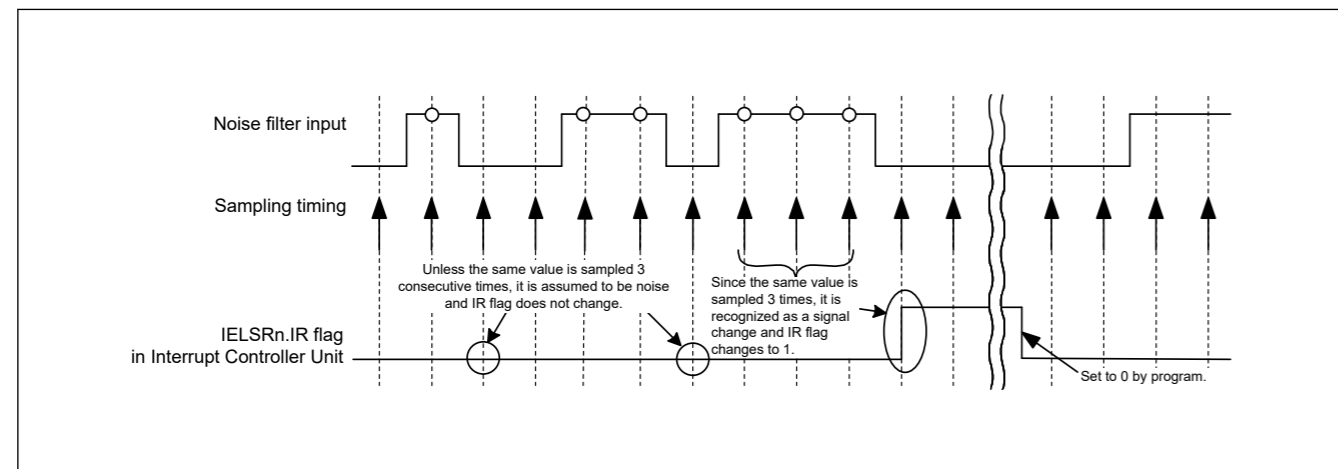 Noise filter input
Sampling timing
Unless the same value is sampled 3
consecutive times, it is assumed to be noise
and IR flag does not change.
Since the same value is
sampled 3 times, it is
recognized as a signal
change and IR flag
changes to 1.
IELSRn.IR flag
in Interrupt Controller Unit
Set to 0 by program.